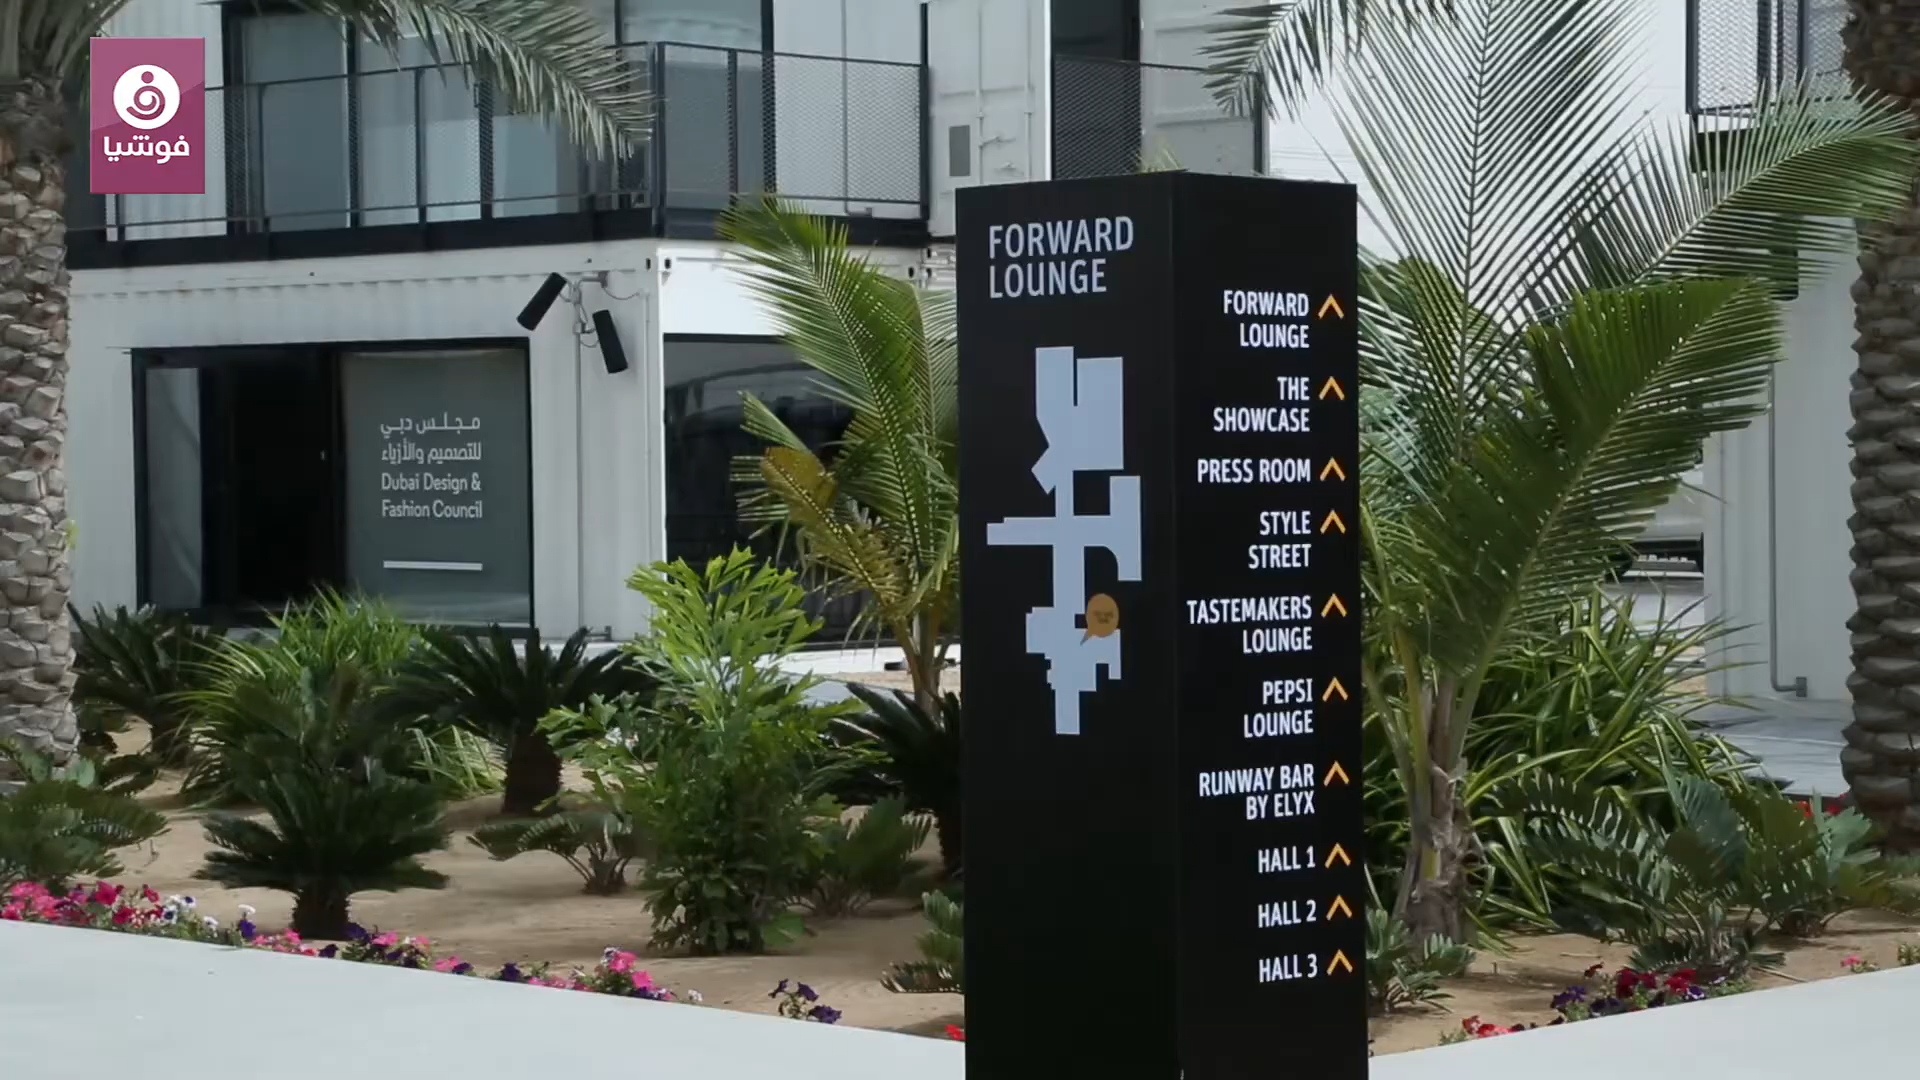 فوشيا
مجلس دبي
للتصميم والأزياء
Dubai Design &
Fashion Council
FORWARD
LOUNGE
FORWARD
LOUNGE
THE
SHOWCASE
PRESS ROOM
STYLE
STREET
TASTEMAKERS
LOUNGE
PEPSI
LOUNGE
RUNWAY BAR
BY ELYX
HALL 1
HALL 2
HALL 3